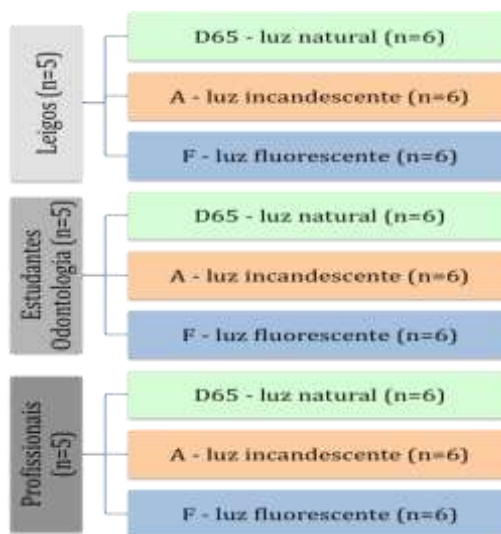 Leigos (n=5)
D65 - luz natural (n=6)
A - luz incandescente (n=6)
F - luz fluorescente (n=6)
Estudantes
Odontologia (n=5)
D65 - luz natural (n=6)
A - luz incandescente (n=6)
F - luz fluorescente (n=6)
Profissionais
(n=5)
D65 - luz natural (n=6)
A - luz incandescente (n=6)
F - luz fluorescente (n=6)